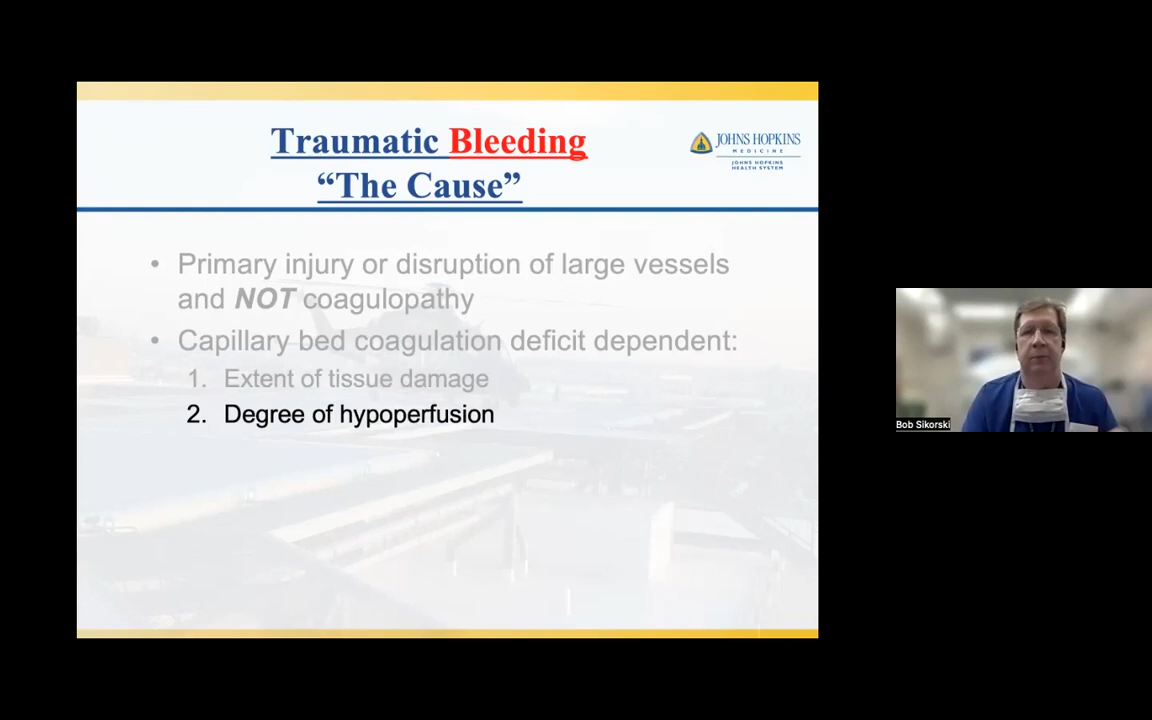 Traumatic Bleeding
“The Cause”
JOHNS HOPKINS
MEDICINE
JOHNS HOPKINS
HEALTH SYSTEM
• Primary injury or disruption of large vessels
and NOT coagulopathy
• Capillary bed coagulation deficit dependent:
1. Extent of tissue damage
2. Degree of hypoperfusion
Bob Sikorski